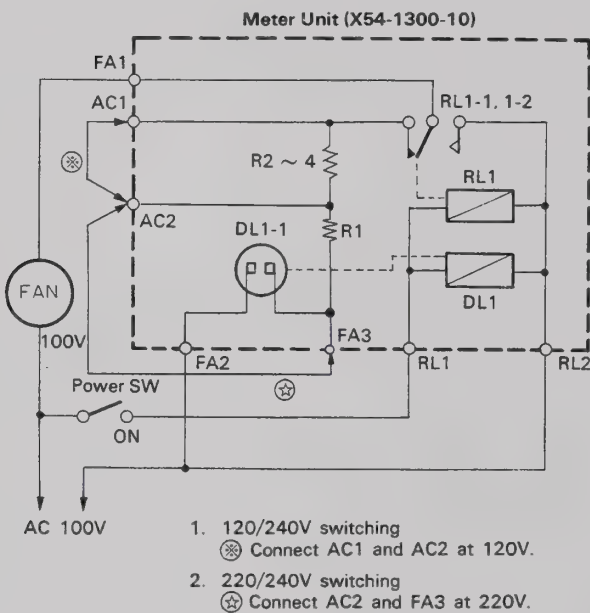 Meter Unit (X54-1300-10)
FA1
AC1
RL1-1, 1-2
※
R2 ~ 4
RL1
AC2
DL1-1
R1
FAN
DL1
100V
FA3
FA2
RL1
RL2
Power SW
☆
ON
AC 100V
1. 120/240V switching
※ Connect AC1 and AC2 at 120V.
2. 220/240V switching
☆ Connect AC2 and FA3 at 220V.